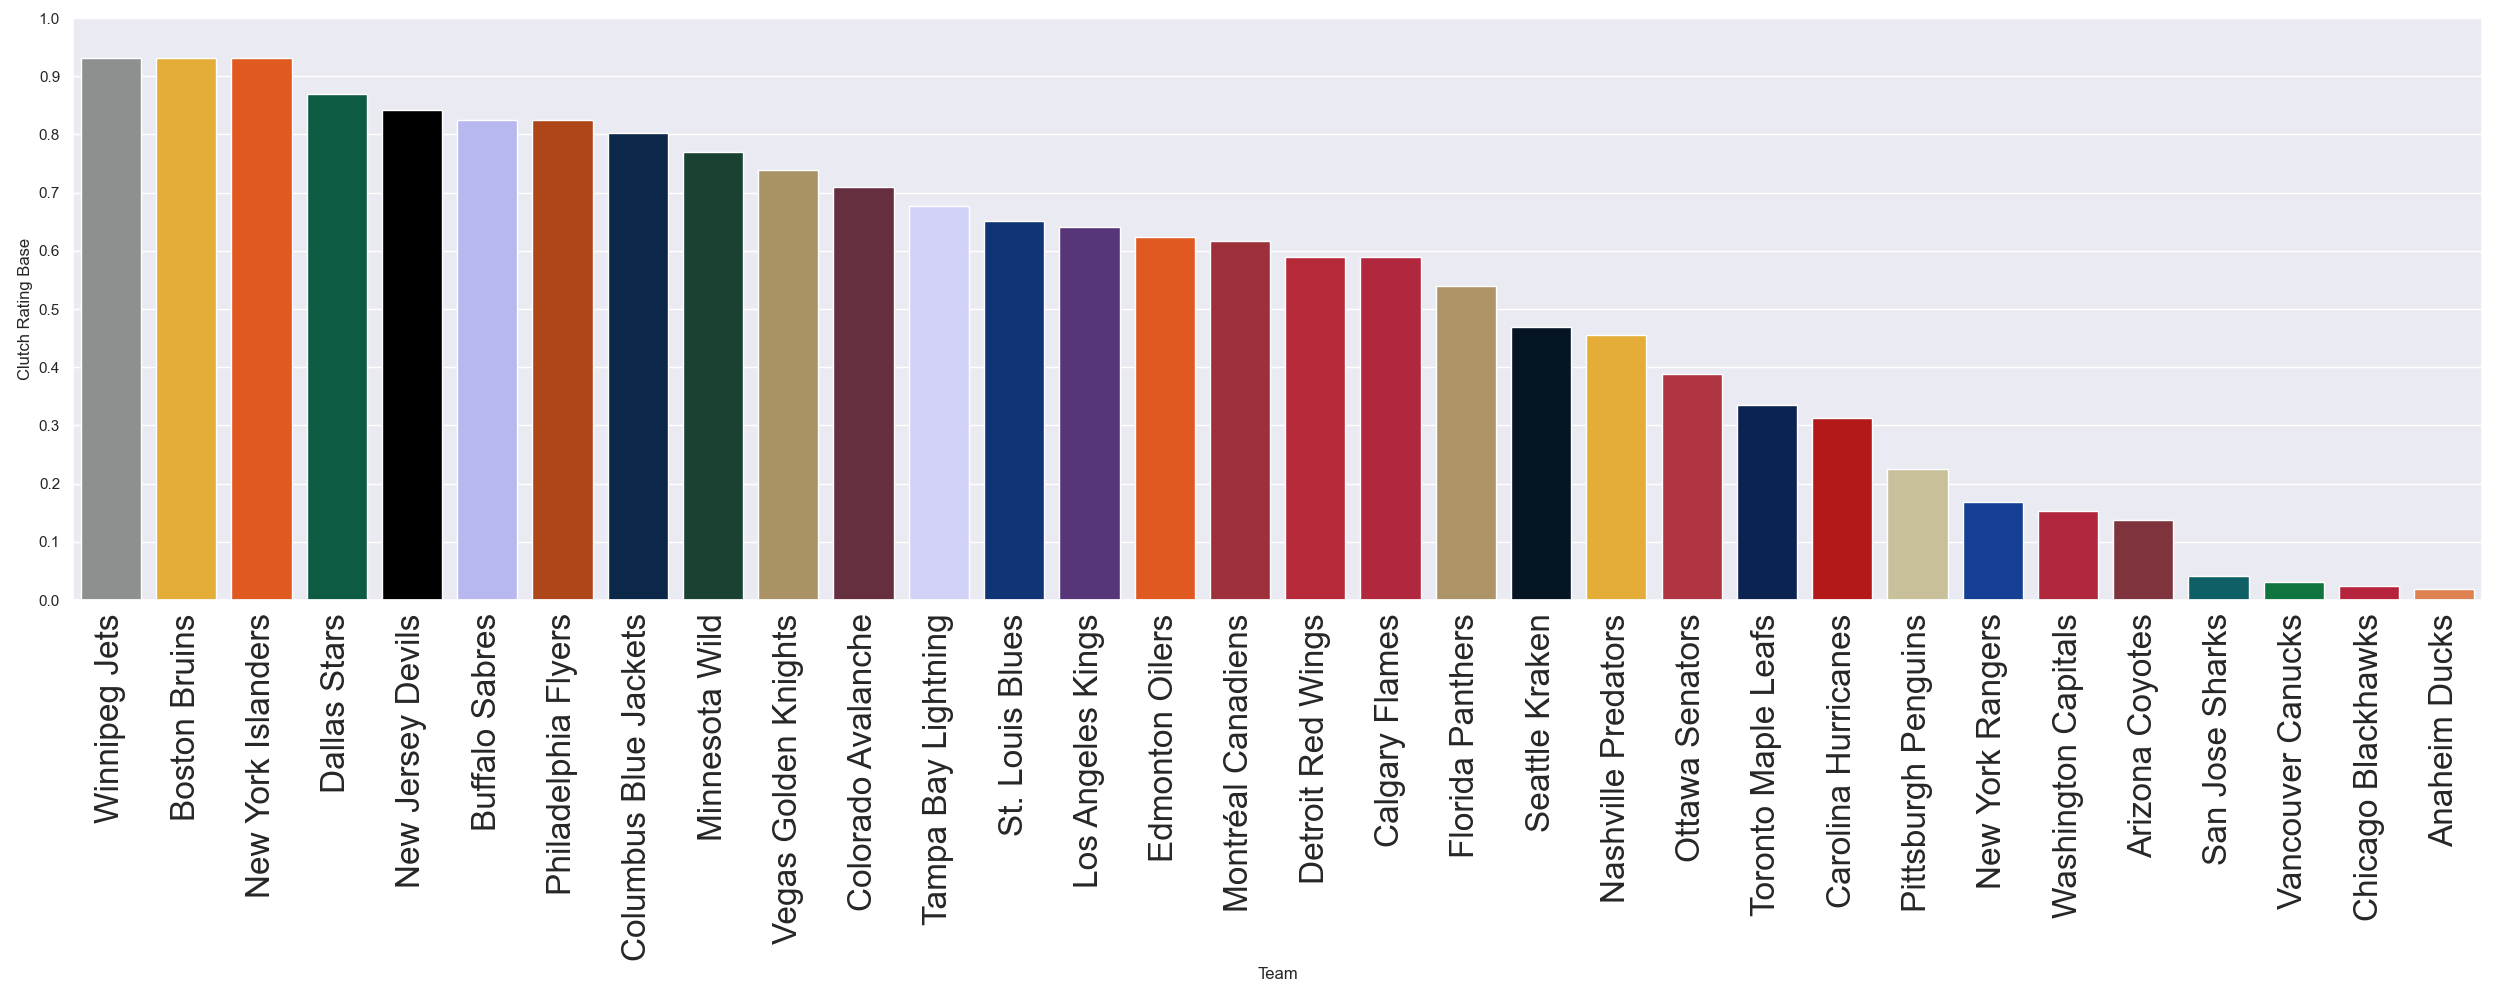 1.0
0.9
0.8
0.7
0.6
0.5
0.4
0.3
0.2
0.1
0.0
Clutch Rating Base
Winnipeg Jets
Boston Bruins
New York Islanders
Dallas Stars
New Jersey Devils
Buffalo Sabres
Philadelphia Flyers
Columbus Blue Jackets
Minnesota Wild
Vegas Golden Knights
Colorado Avalanche
Tampa Bay Lightning
St. Louis Blues
Los Angeles Kings
Edmonton Oilers
Montréal Canadiens
Detroit Red Wings
Calgary Flames
Florida Panthers
Seattle Kraken
Nashville Predators
Ottawa Senators
Toronto Maple Leafs
Carolina Hurricanes
Pittsburgh Penguins
New York Rangers
Washington Capitals
Arizona Coyotes
San Jose Sharks
Vancouver Canucks
Chicago Blackhawks
Anaheim Ducks
Team